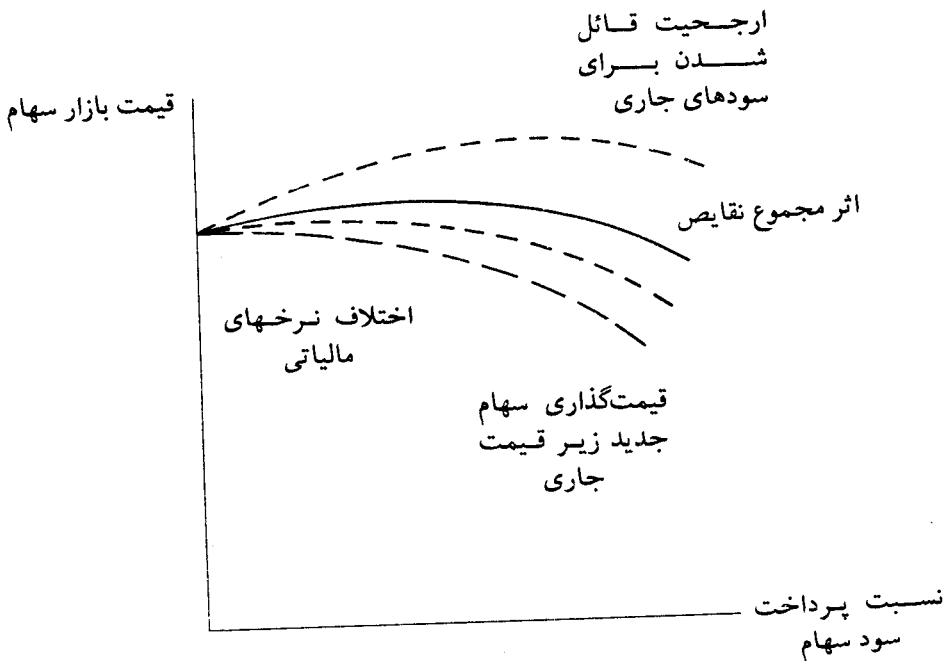 ارجحیت قائل
شدن برای
سودهای جاری
قیمت بازار سهام
اثر مجموع نقایص
اختلاف نرخهای
مالیاتی
قیمت‌گذاری سهام
جدید زیر قیمت
جاری
نسبت پرداخت
سود سهام